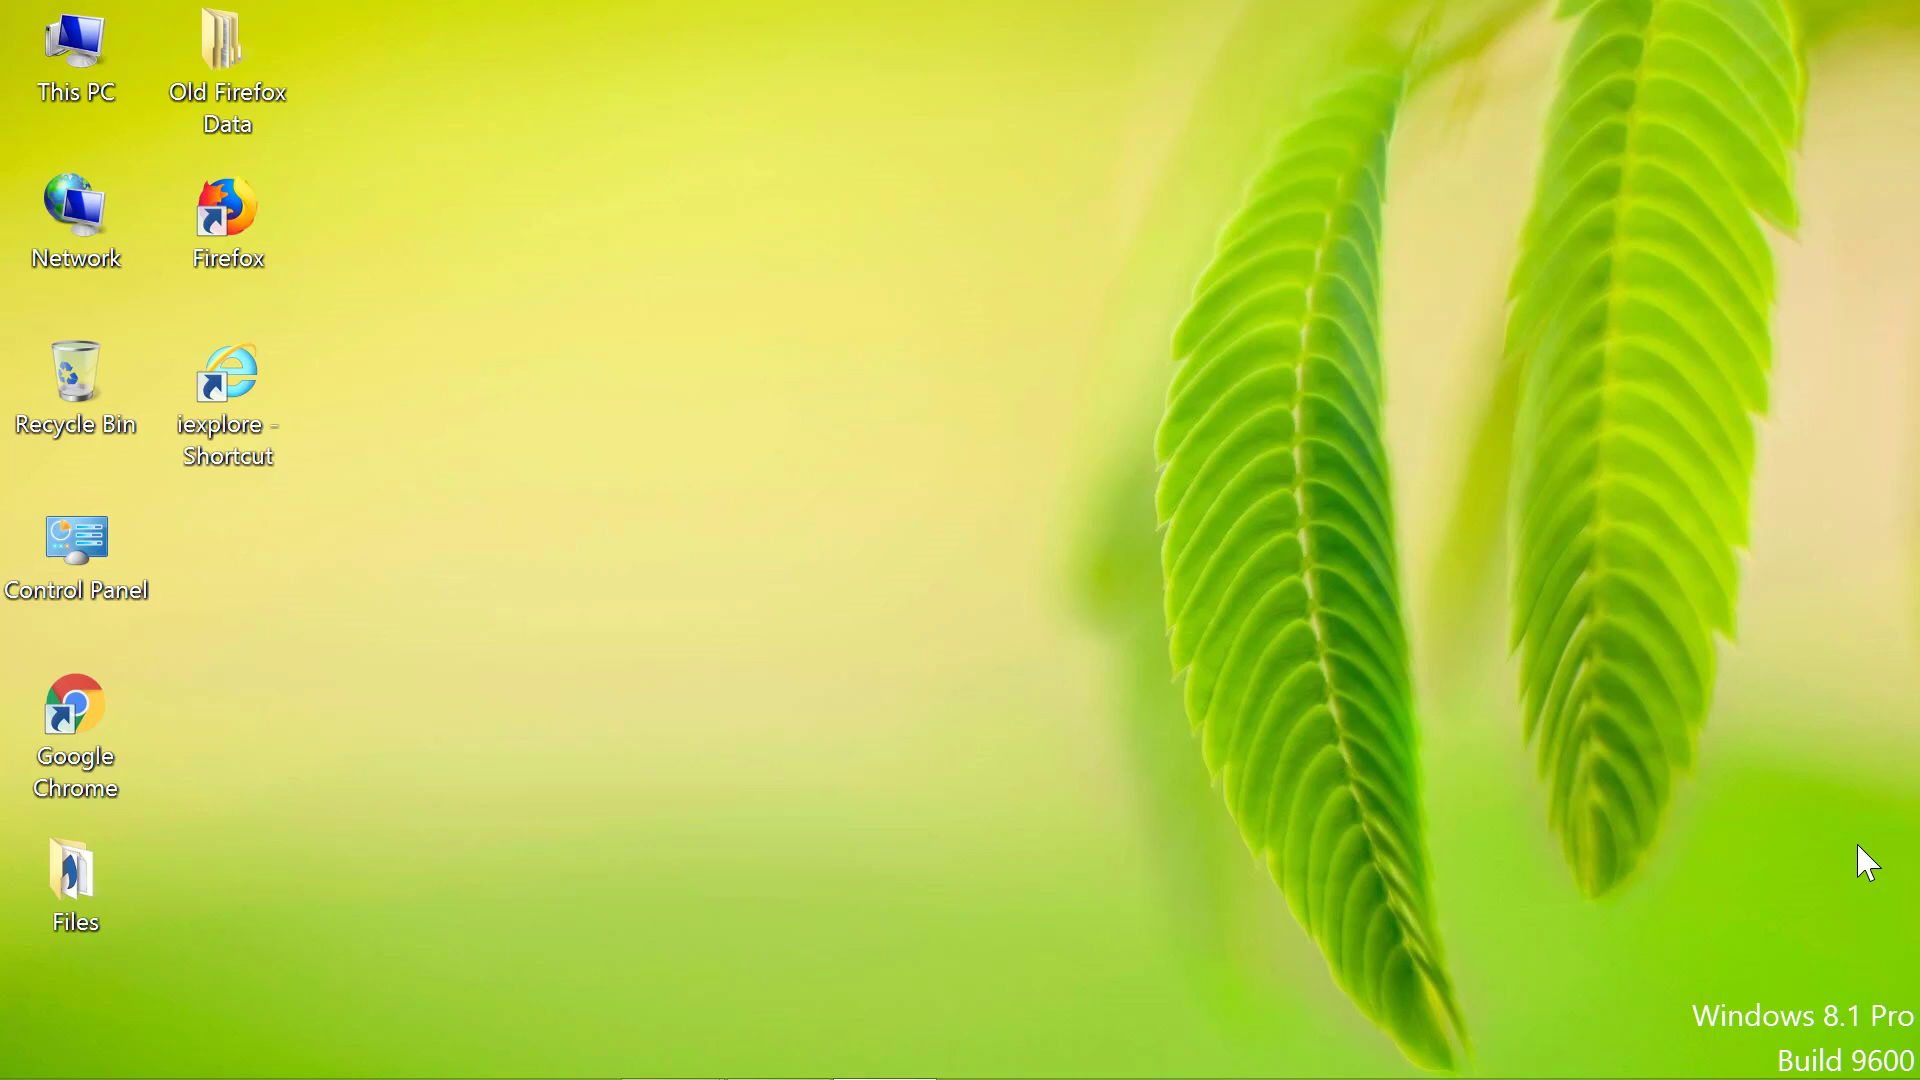 This PC
Old Firefox
Data
Network
Firefox
Recycle Bin
iexplore -
Shortcut
Control Panel
Google
Chrome
Files
Windows 8.1 Pro
Build 9600